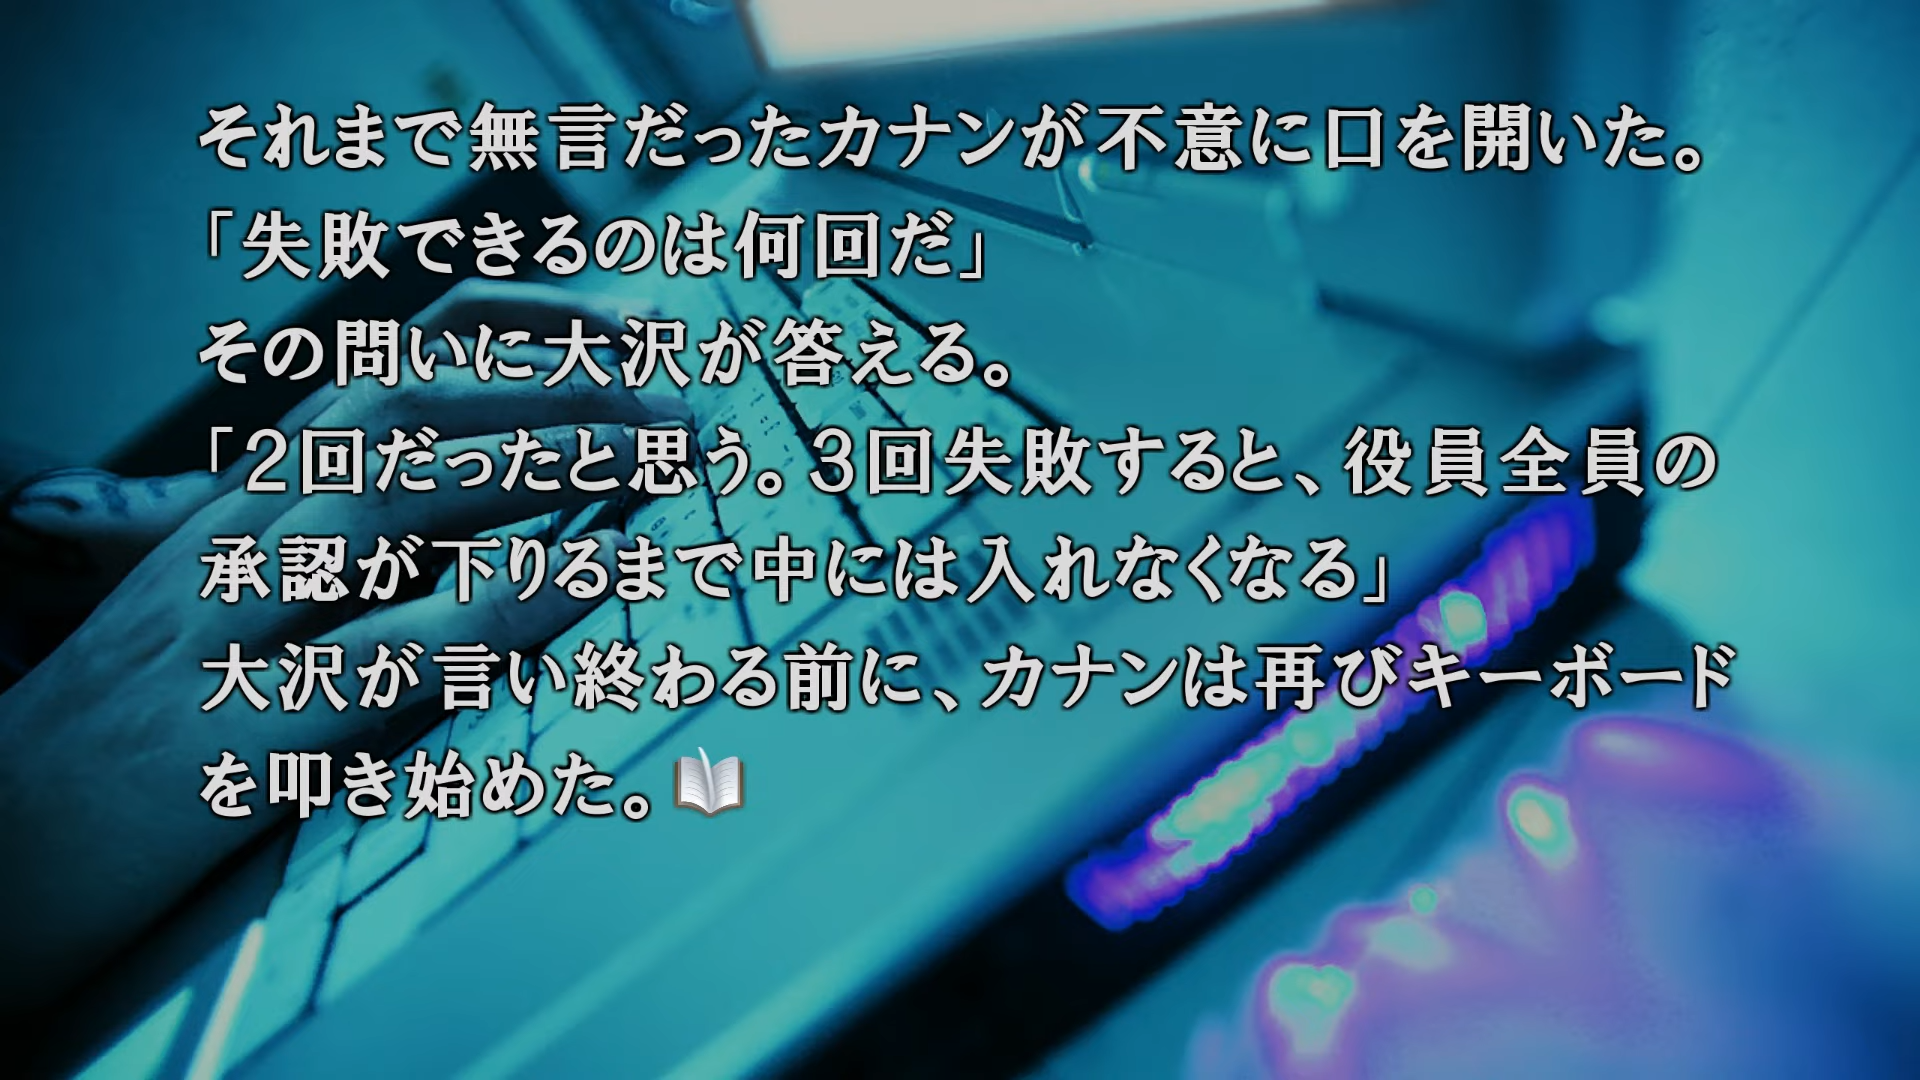 それまで無言だったカナンが不意に口を開いた。
「失敗できるのは何回だ」
その問いに大沢が答える。
「2回だったと思う。3回失敗すると、役員全員の
承認が下りるまで中には入れなくなる」
大沢が言い終わる前に、カナンは再びキーボード
を叩き始めた。